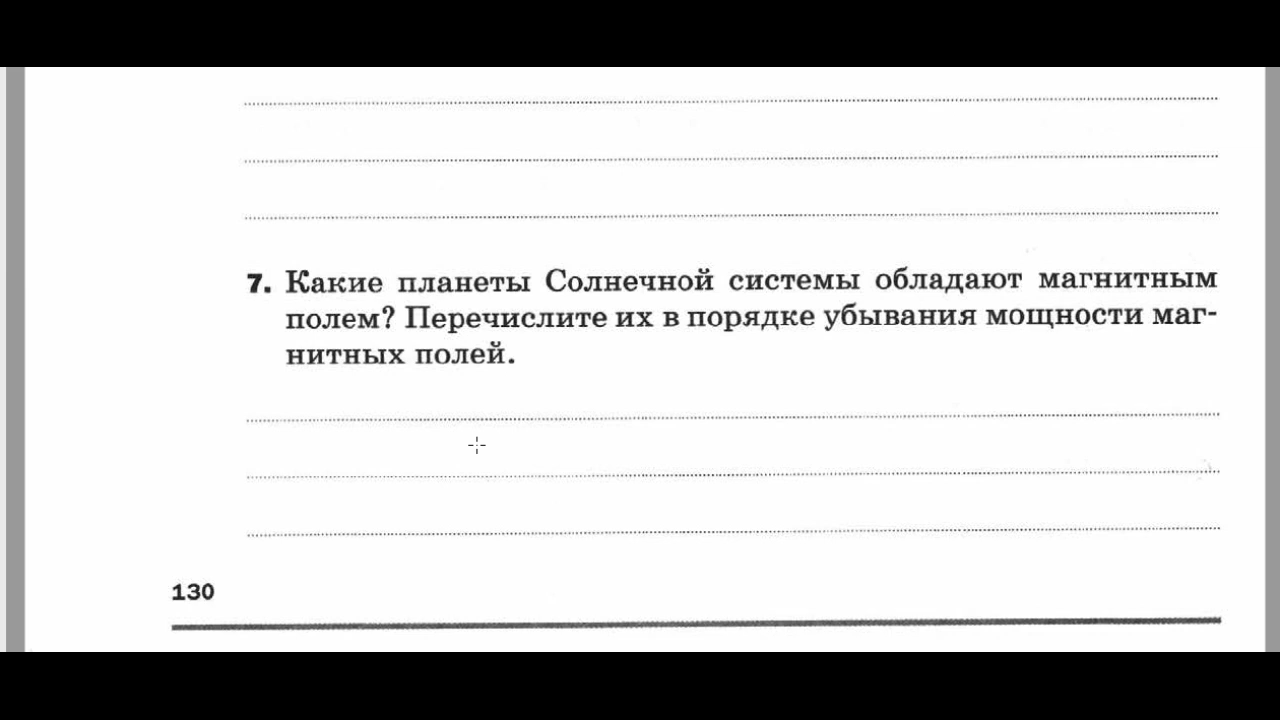 7. Какие планеты Солнечной системы обладают магнитным
полем? Перечислите их в порядке убывания мощности маг-
нитных полей.
130